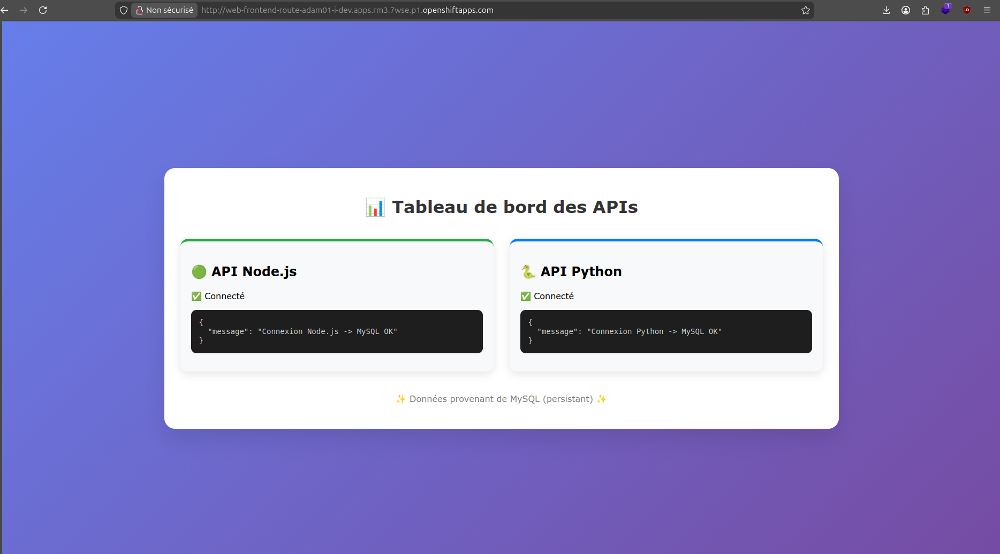 Non sécurisé http://web-frontend-route-adam01-i-dev.apps.rm3.7wse.p1.openshiftapps.com
1
📊 Tableau de bord des APIs
🟢 API Node.js
✅ Connecté
{
  "message": "Connexion Node.js -> MySQL OK"
}
🐍 API Python
✅ Connecté
{
  "message": "Connexion Python -> MySQL OK"
}
✨ Données provenant de MySQL (persistant) ✨